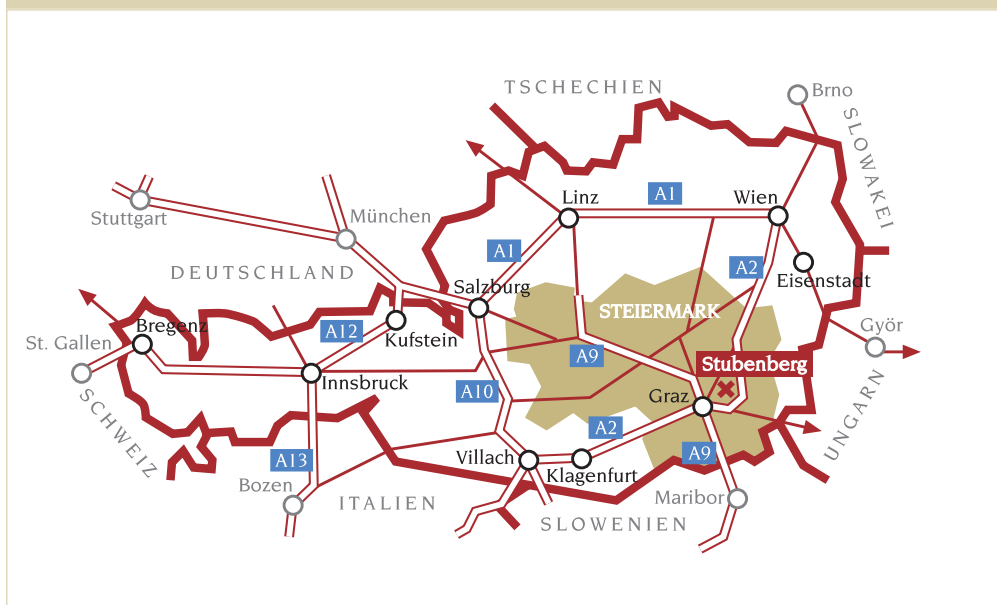 TSCHECHIEN
Brno
SLOWAKEI
Stuttgart
München
Linz
A1
Wien
A1
A2
Eisenstadt
DEUTSCHLAND
Salzburg
STEIERMARK
Bregenz
A12
Kufstein
Győr
St. Gallen
A9
Stubenberg
Innsbruck
A10
Graz
SCHWEIZ
A2
UNGARN
A13
Villach
A9
Klagenfurt
Bozen
ITALIEN
Maribor
SLOWENIEN